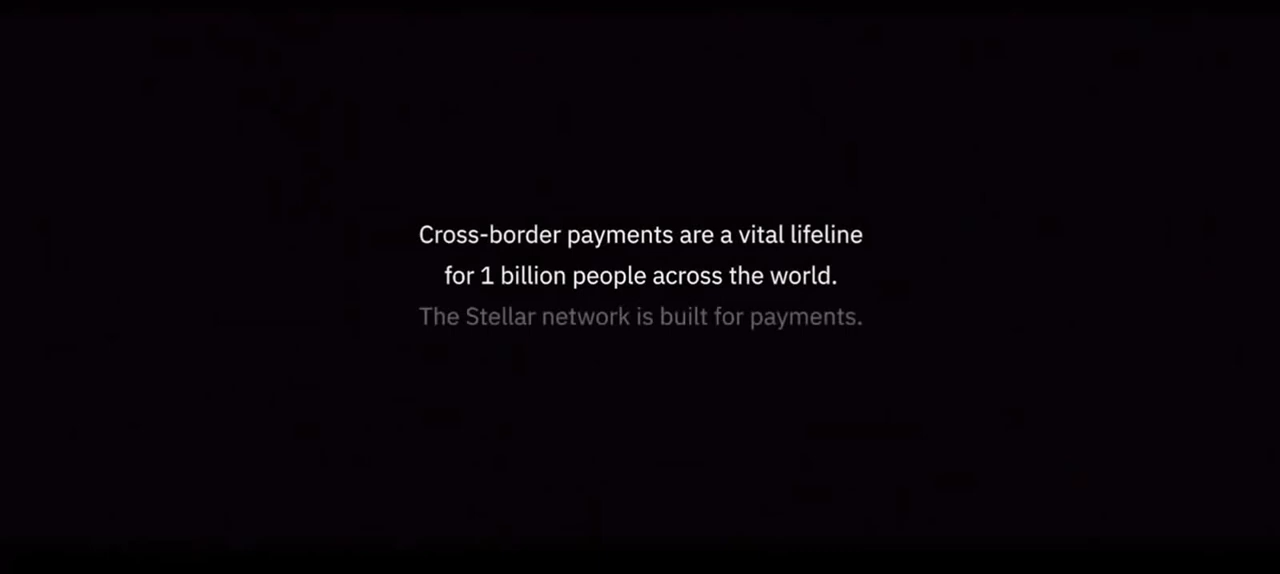 Cross-border payments are a vital lifeline
for 1 billion people across the world.
The Stellar network is built for payments.